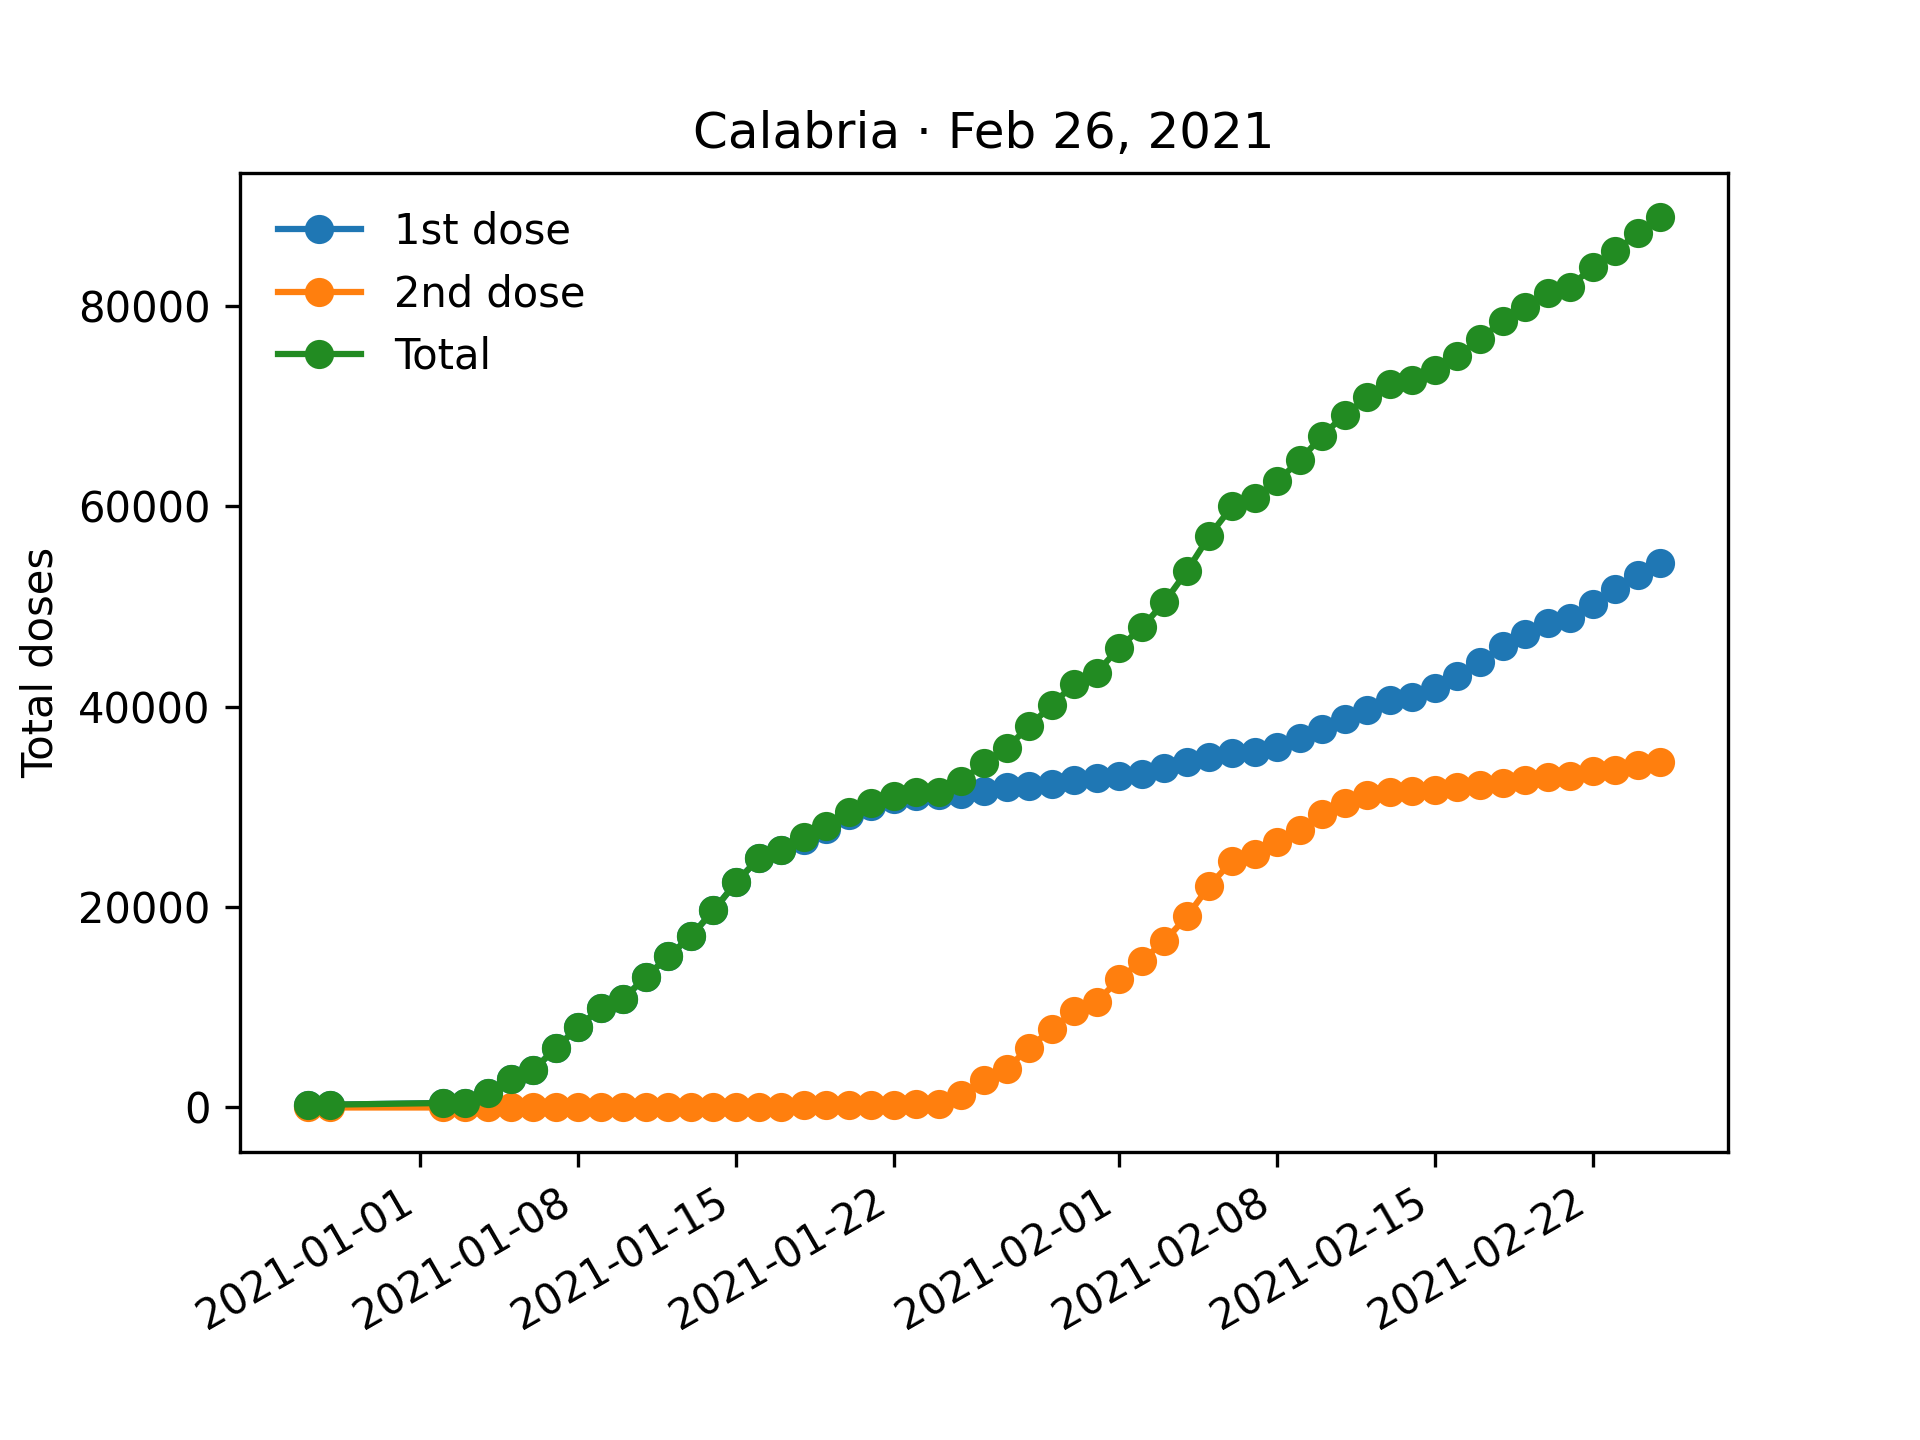 Calabria · Feb 26, 2021
1st dose
2nd dose
Total
Total doses
80000
60000
40000
20000
0
2021-01-01
2021-01-08
2021-01-15
2021-01-22
2021-02-01
2021-02-08
2021-02-15
2021-02-22